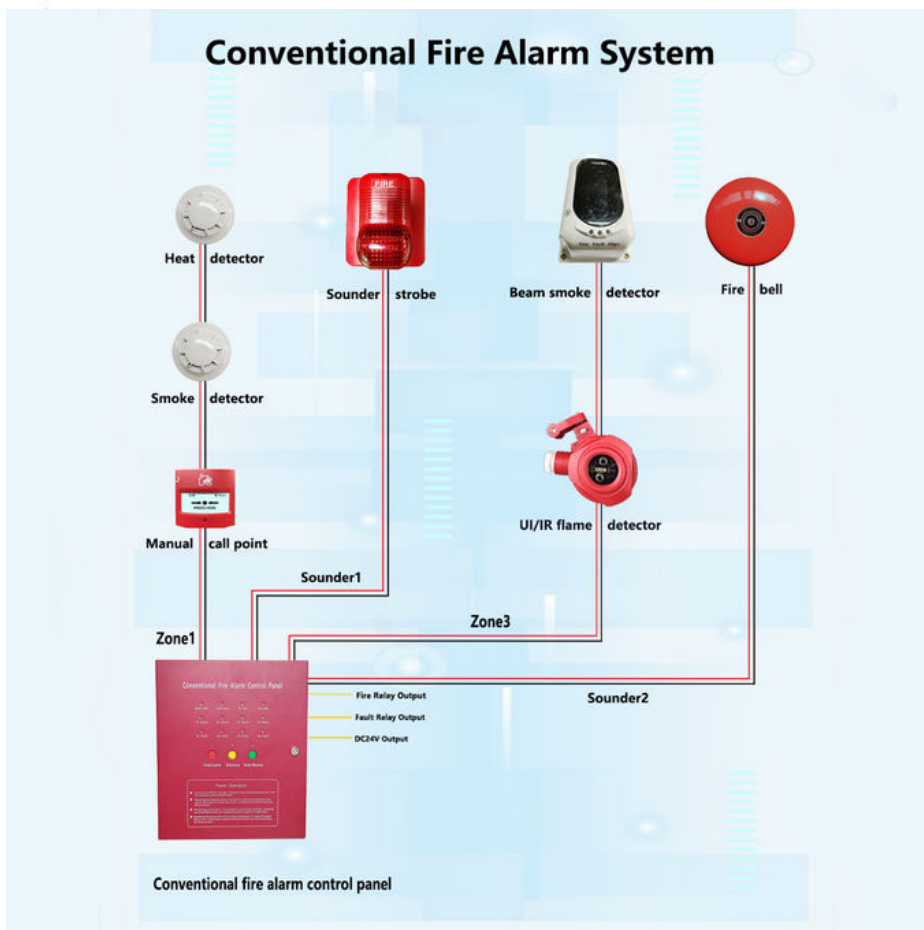 Conventional Fire Alarm System
FIRE
Heat detector
Sounder strobe
Beam smoke detector
Fire bell
Smoke detector
UI/IR flame detector
Manual call point
Sounder1
Zone3
Zone1
Sounder2
Conventional Fire Alarm Control Panel
Fire Relay Output
Fault Relay Output
DC24V Output
Panel Operation
Conventional fire alarm control panel